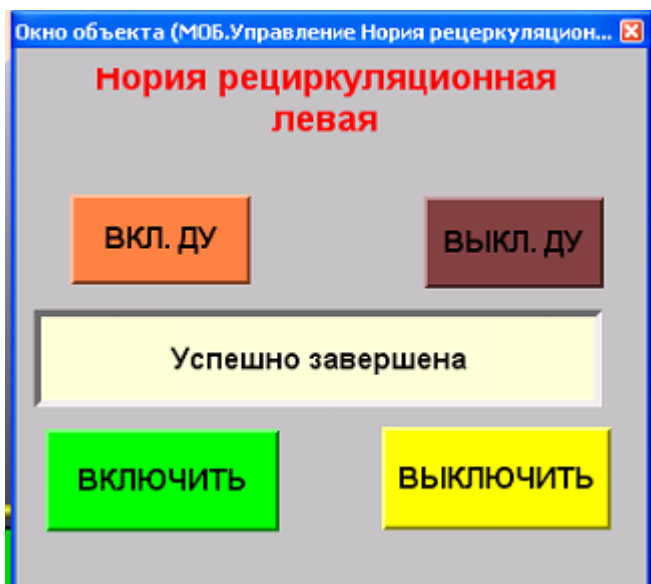 Окно объекта (МОБ.Управление Нория рецеркуляцион...
Нория рециркуляционная
левая
ВКЛ. ДУ
ВЫКЛ. ДУ
Успешно завершена
ВКЛЮЧИТЬ
ВЫКЛЮЧИТЬ